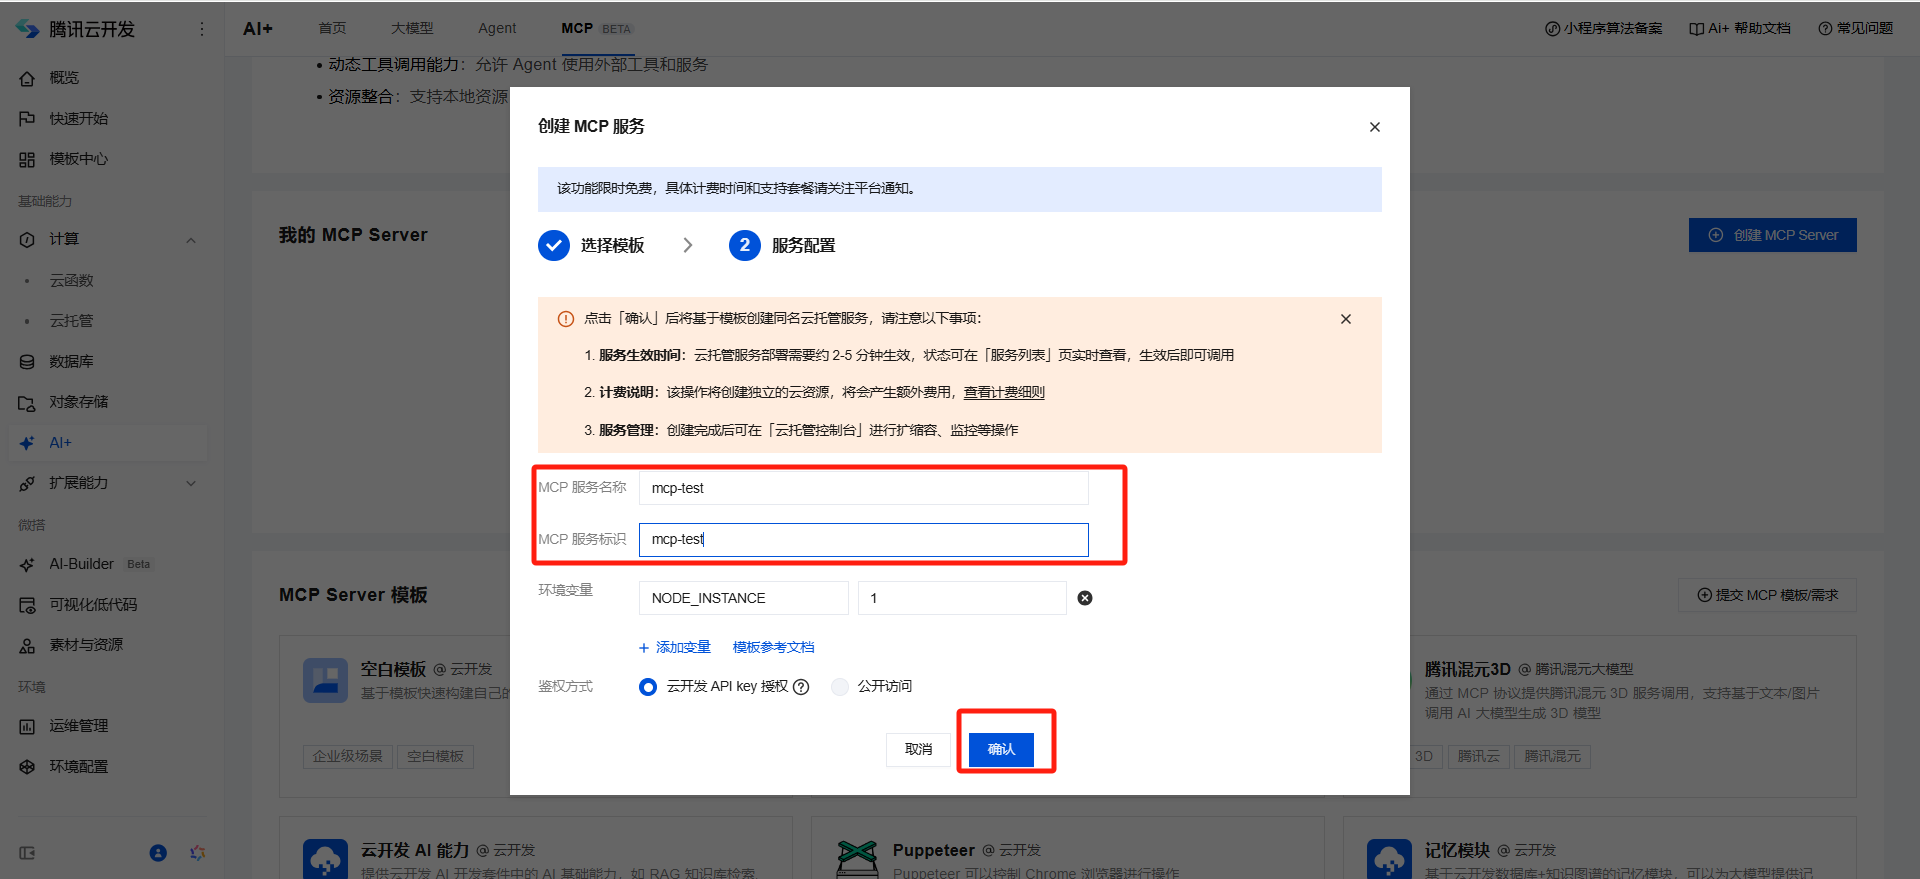 腾讯云开发
AI+
首页
大模型
Agent
MCP BETA
小程序算法备案
Ai+ 帮助文档
常见问题
概览
快速开始
模板中心
基础能力
计算
云函数
云托管
数据库
对象存储
AI+
扩展能力
微搭
AI-Builder Beta
可视化低代码
素材与资源
环境
运维管理
环境配置
• 动态工具调用能力：允许 Agent 使用外部工具和服务
• 资源整合：支持本地资源
我的 MCP Server
创建 MCP Server
创建 MCP 服务
该功能限时免费，具体计费时间和支持套餐请关注平台通知。
选择模板
2 服务配置
点击「确认」后将基于模板创建同名云托管服务，请注意以下事项：
1. 服务生效时间：云托管服务部署需要约 2-5 分钟生效，状态可在「服务列表」页实时查看，生效后即可调用
2. 计费说明：该操作将创建独立的云资源，将会产生额外费用，查看计费细则
3. 服务管理：创建完成后可在「云托管控制台」进行扩缩容、监控等操作
MCP 服务名称 mcp-test
MCP 服务标识 mcp-test
环境变量 NODE_INSTANCE 1
+ 添加变量 模板参考文档
鉴权方式 云开发 API key 授权 公开访问
取消 确认
MCP Server 模板
提交 MCP 模板/需求
空白模板 @ 云开发
基于模板快速构建自己的
企业级场景 空白模板
腾讯混元3D @ 腾讯混元大模型
通过 MCP 协议提供腾讯混元 3D 服务调用，支持基于文本/图片
调用 AI 大模型生成 3D 模型
3D 腾讯云 腾讯混元
云开发 AI 能力 @ 云开发
提供云开发 AI 开发套件中的 AI 基础能力，如 RAG 知识库检索、
Puppeteer @ 云开发
Puppeteer 可以控制 Chrome 浏览器进行操作
记忆模块 @ 云开发
基于云开发数据库+知识图谱的记忆模块，可以为大模型提供记